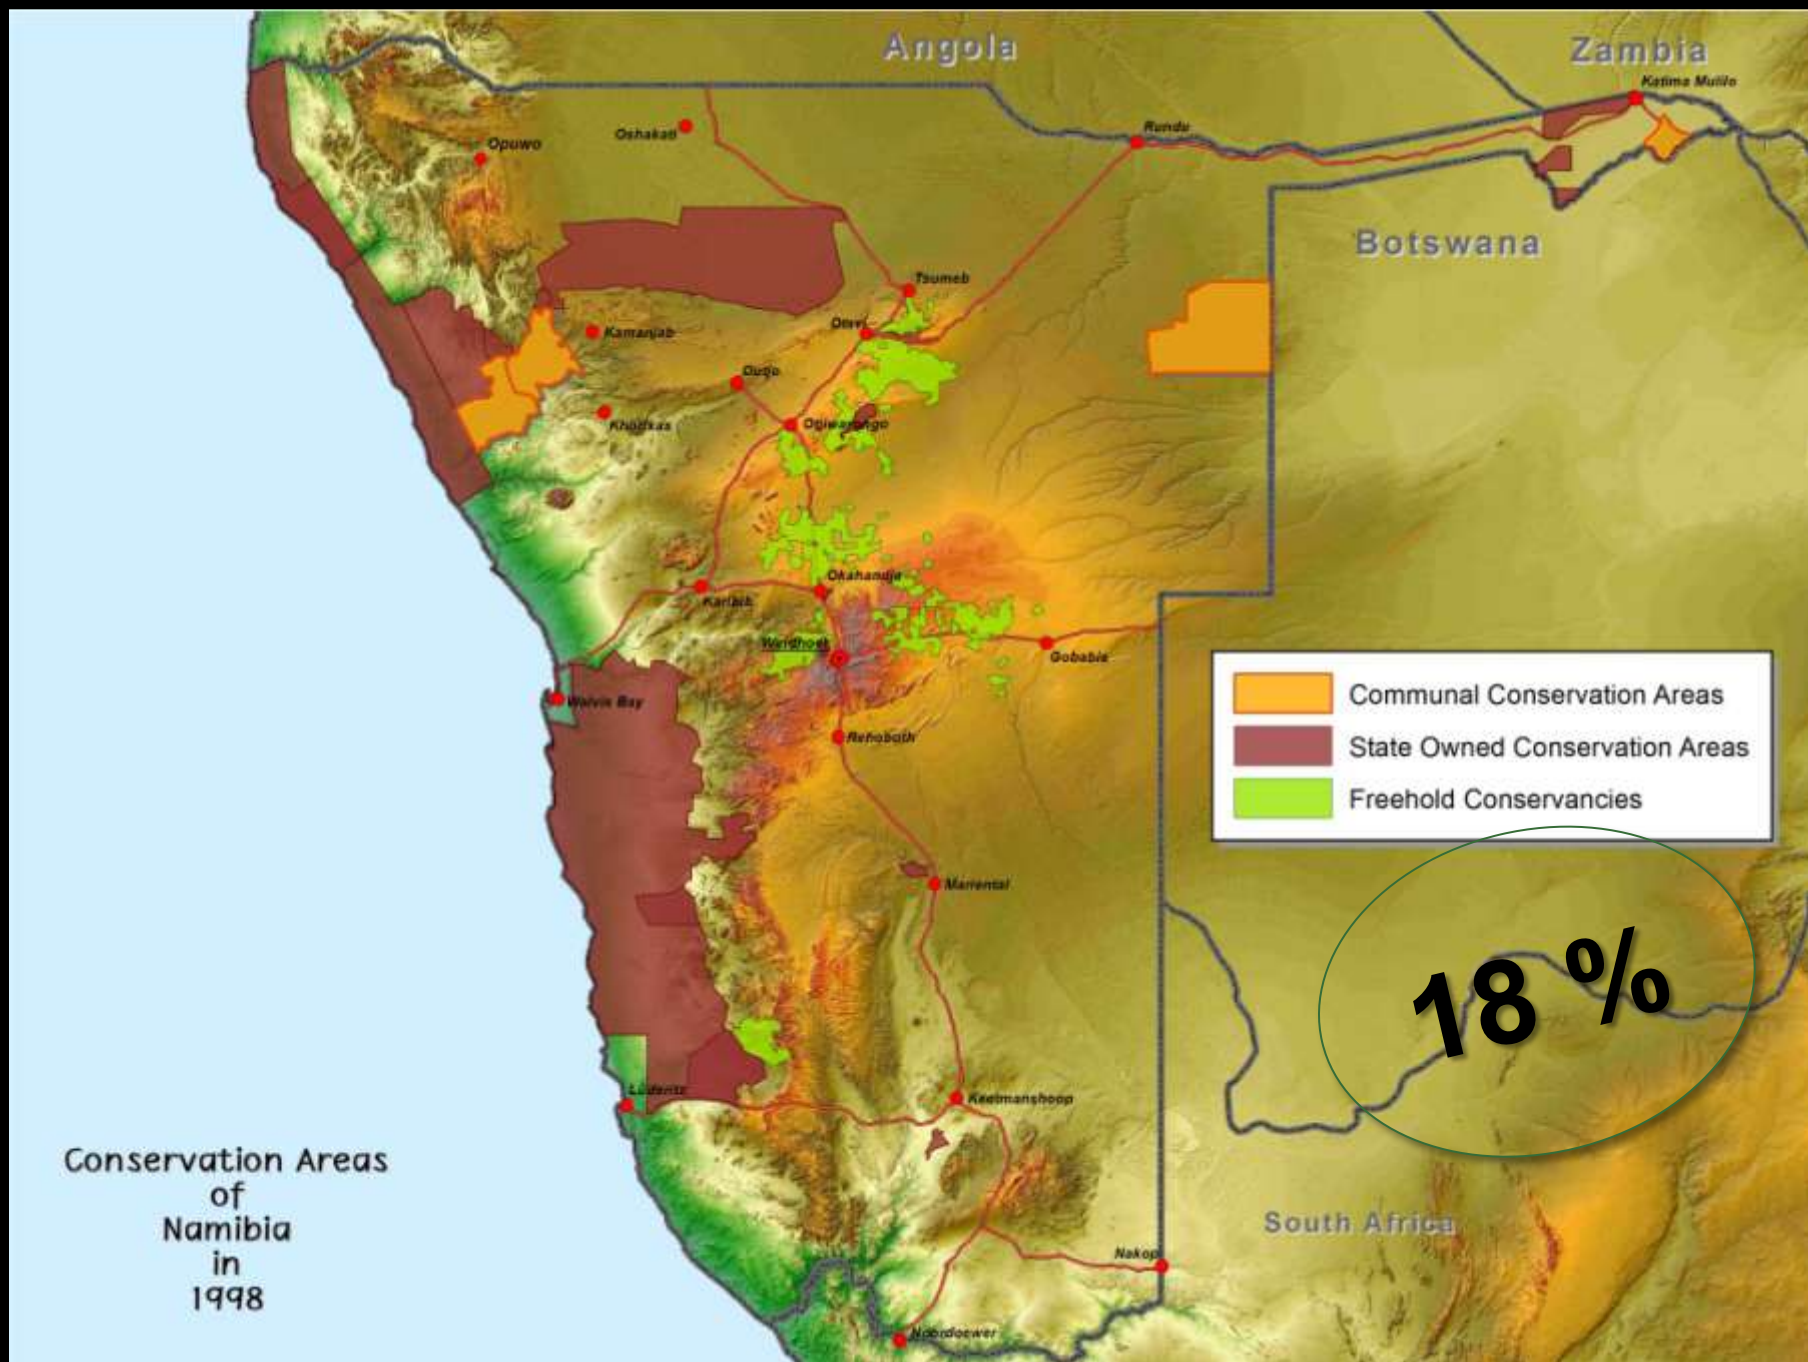 Angola
Zambia
Katima Mulilo
Rundu
Oshakati
Opuwo
Botswana
Tsumeb
Otavi
Kamanjab
Outjo
Khorixas
Otjiwarongo
Okahandja
Karibib
Windhoek
Gobabis
Walvis Bay
Rehoboth
Communal Conservation Areas
State Owned Conservation Areas
Freehold Conservancies
Mariental
18 %
Lüderitz
Keetmanshoop
Conservation Areas
of
Namibia
in
1998
South Africa
Nakop
Noordoewer